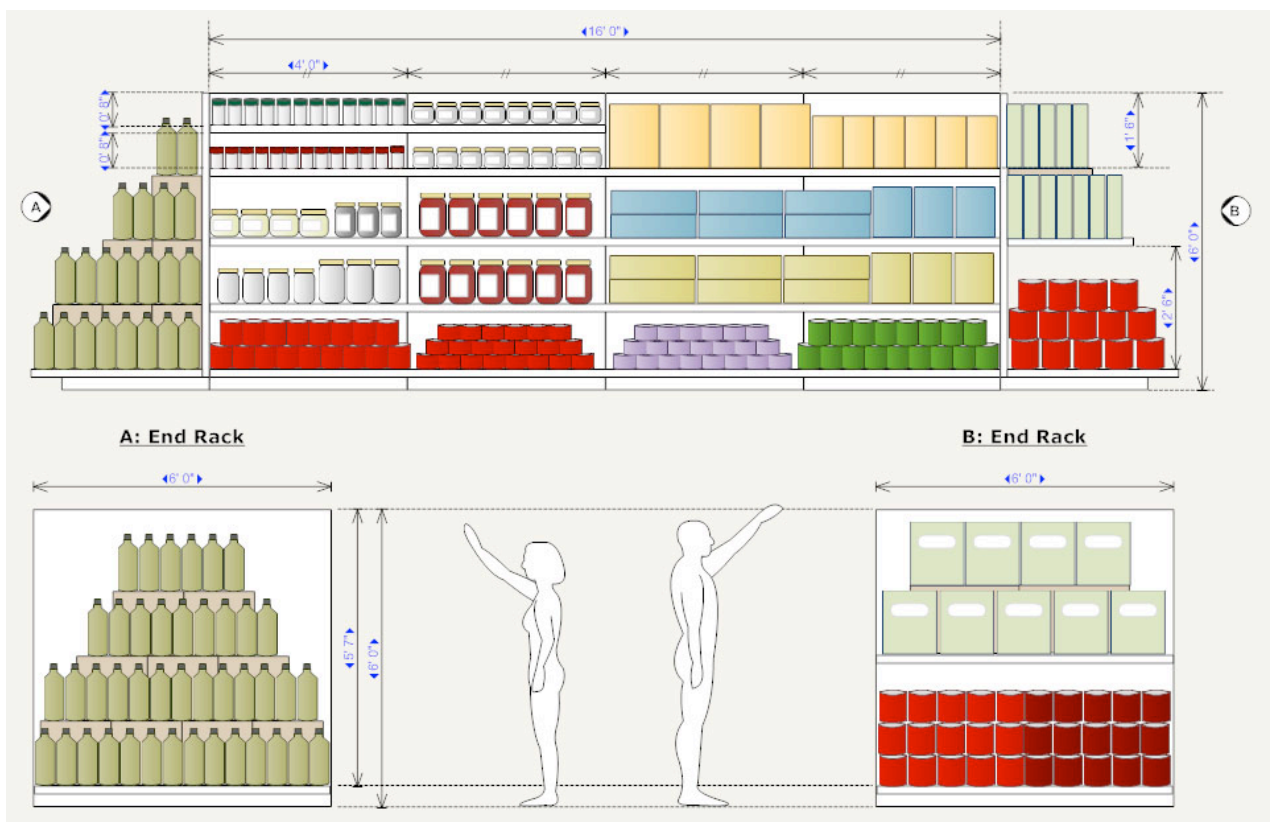 16' 0"
4' 0"
0' 8"
0' 8"
1' 6"
A
B
6' 0"
2' 6"
A: End Rack
B: End Rack
6' 0"
6' 0"
5' 7"
6' 0"